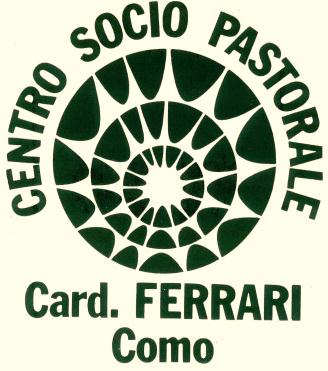 CENTRO SOCIO PASTORALE
Card. FERRARI
Como